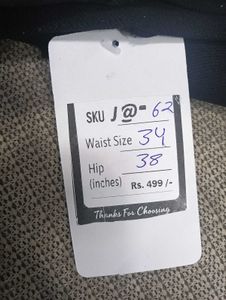 SKU J@-62
Waist Size 34
Hip 38
(inches) Rs. 499/-
Thanks For Choosing